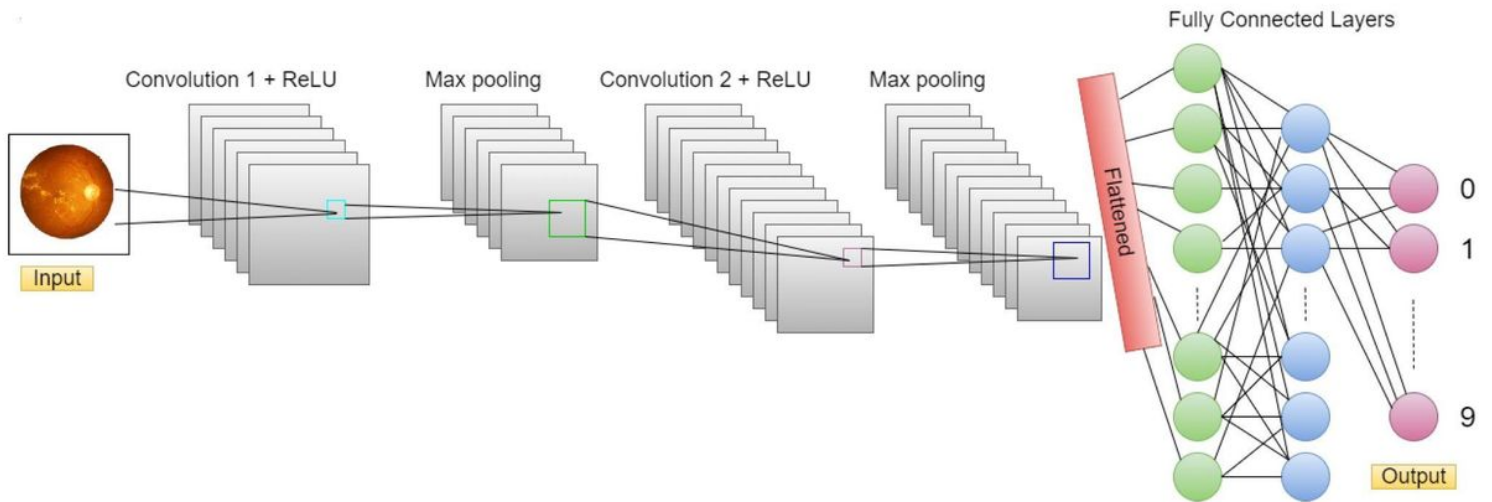 Fully Connected Layers
Convolution 1 + ReLU
Max pooling
Convolution 2 + ReLU
Max pooling
Flattened
0
1
Input
9
Output